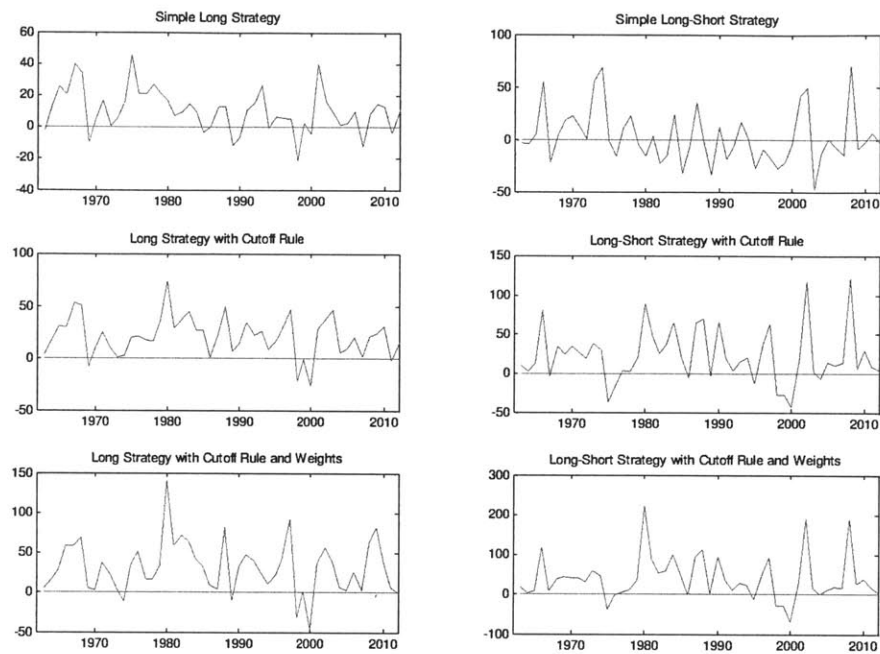 Simple Long Strategy
60
40
20
0
20
40
1970 1980 1990 2000 2010
Simple Long-Short Strategy
100
50
0
-50
1970 1980 1990 2000 2010
Long Strategy with Cutoff Rule
100
50
0
-50
1970 1980 1990 2000 2010
Long-Short Strategy with Cutoff Rule
150
100
50
0
-50
1970 1980 1990 2000 2010
Long Strategy with Cutoff Rule and Weights
150
100
50
0
-50
1970 1980 1990 2000 2010
Long-Short Strategy with Cutoff Rule and Weights
300
200
100
0
-100
1970 1980 1990 2000 2010